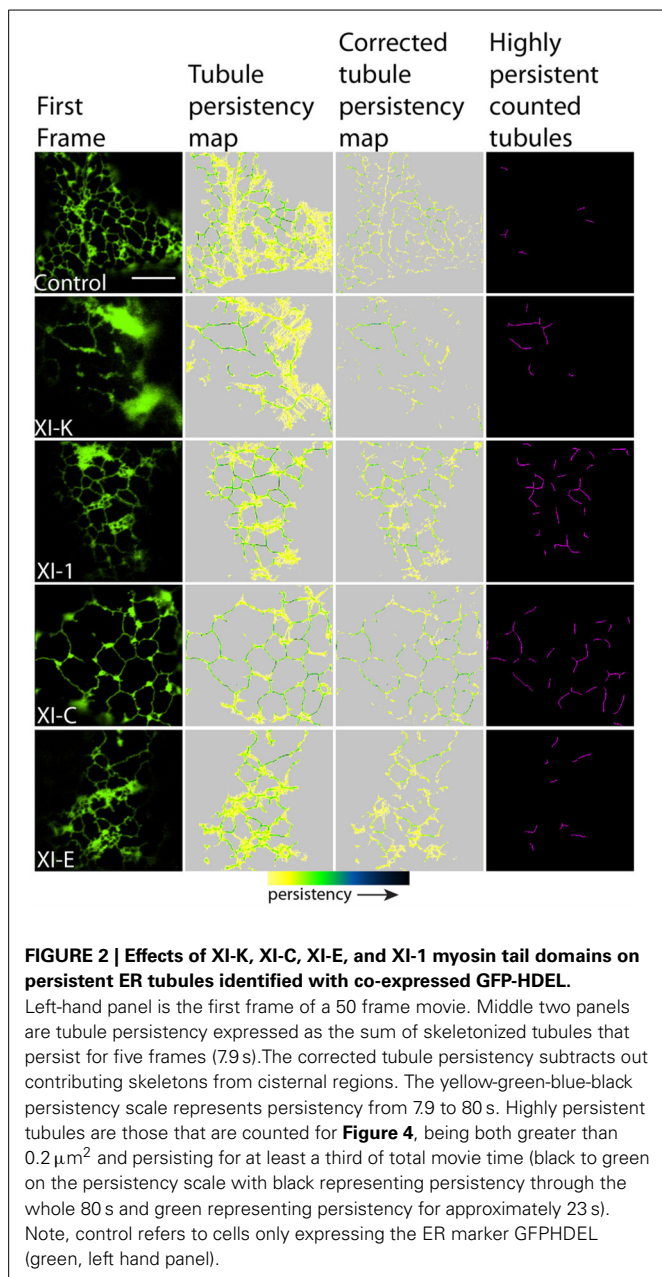 First
Frame
Tubule
persistency
map
Corrected
tubule
persistency
map
Highly
persistent
counted
tubules
Control
XI-K
XI-1
XI-C
XI-E
persistency →
FIGURE 2 | Effects of XI-K, XI-C, XI-E, and XI-1 myosin tail domains on
persistent ER tubules identified with co-expressed GFP-HDEL.
Left-hand panel is the first frame of a 50 frame movie. Middle two panels
are tubule persistency expressed as the sum of skeletonized tubules that
persist for five frames (7.9 s).The corrected tubule persistency subtracts out
contributing skeletons from cisternal regions. The yellow-green-blue-black
persistency scale represents persistency from 7.9 to 80 s. Highly persistent
tubules are those that are counted for Figure 4, being both greater than
0.2 μm² and persisting for at least a third of total movie time (black to green
on the persistency scale with black representing persistency through the
whole 80 s and green representing persistency for approximately 23 s).
Note, control refers to cells only expressing the ER marker GFPHDEL
(green, left hand panel).